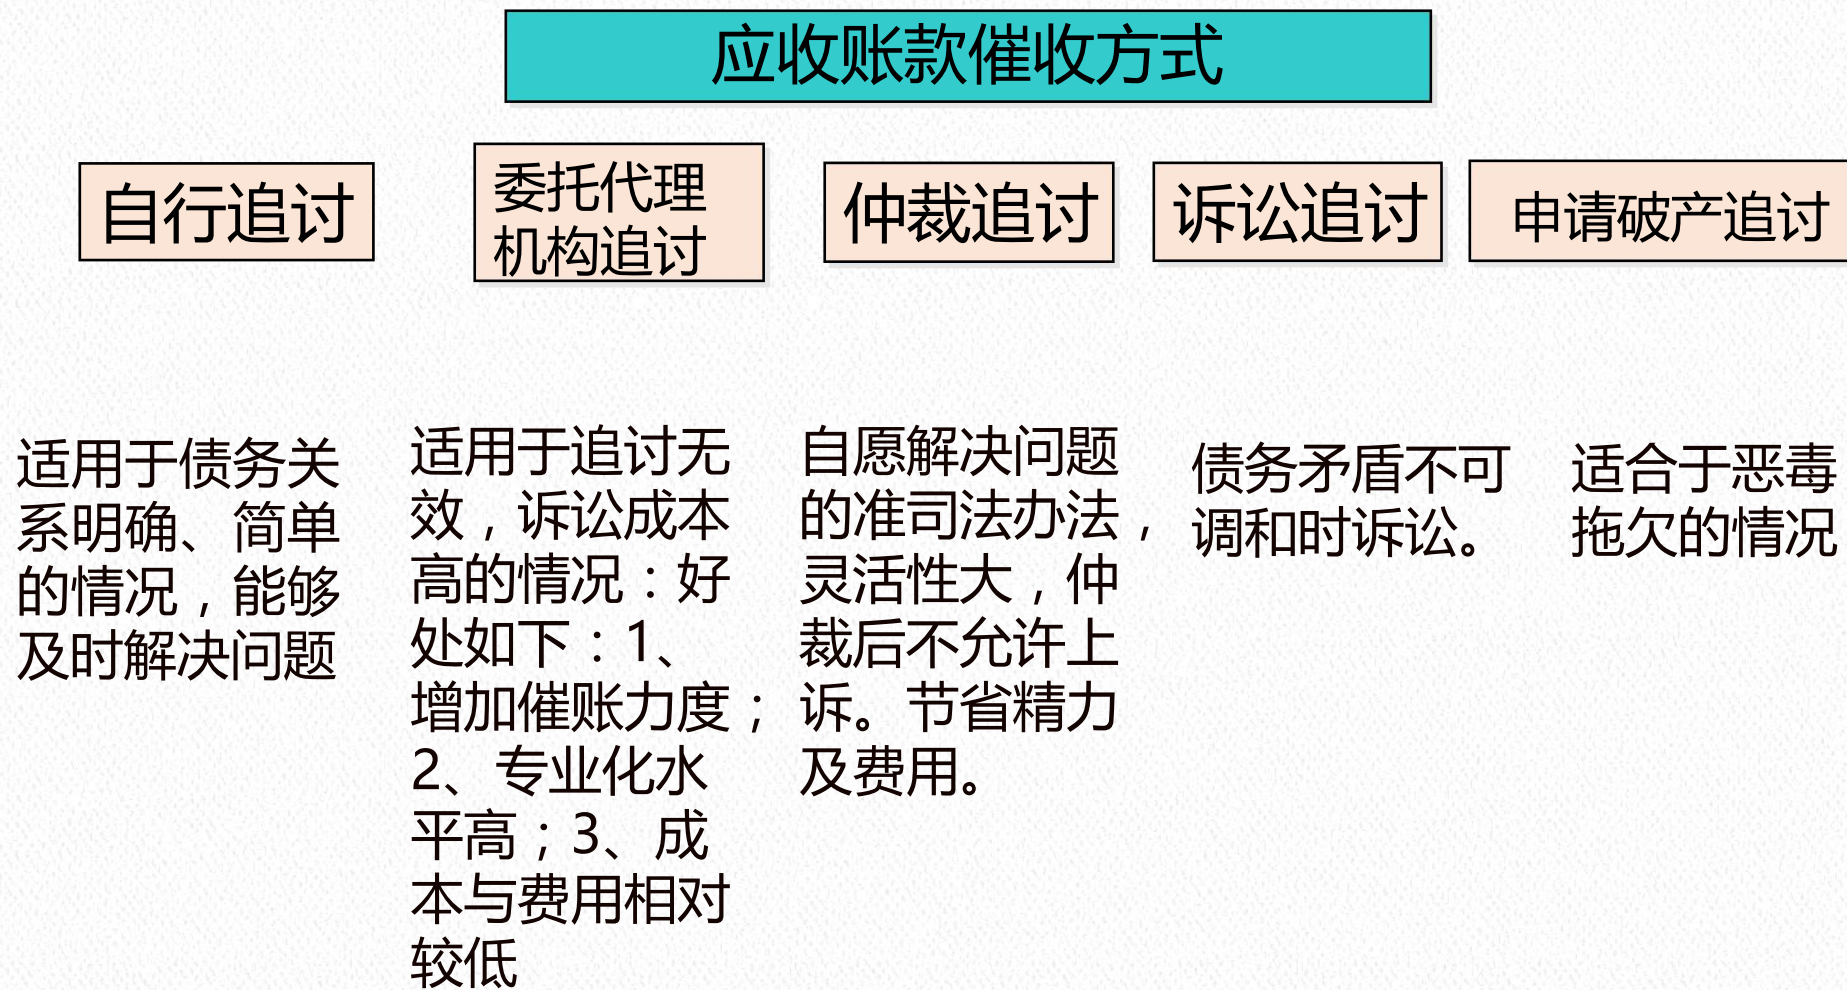 应收账款催收方式
自行追讨
委托代理
机构追讨
仲裁追讨
诉讼追讨
申请破产追讨
适用于债务关
系明确、简单
的情况，能够
及时解决问题
适用于追讨无
效，诉讼成本
高的情况：好
处如下：1、
增加催账力度；
2、专业化水
平高；3、成
本与费用相对
较低
自愿解决问题
的准司法办法，
灵活性大，仲
裁后不允许上
诉。节省精力
及费用。
债务矛盾不可
调和时诉讼。
适合于恶毒
拖欠的情况